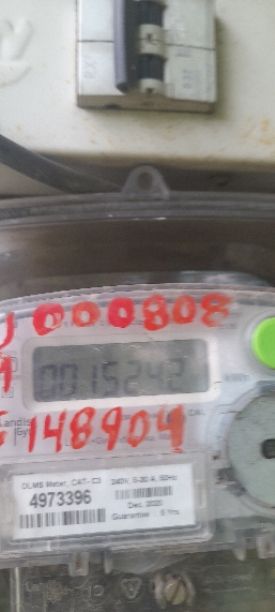 000808
0015242
148904
DLMS Meter, CAT- C3 240V, 5-30 A, 50Hz
4973396
Dec, 2020
Guarantee : 5 Yrs